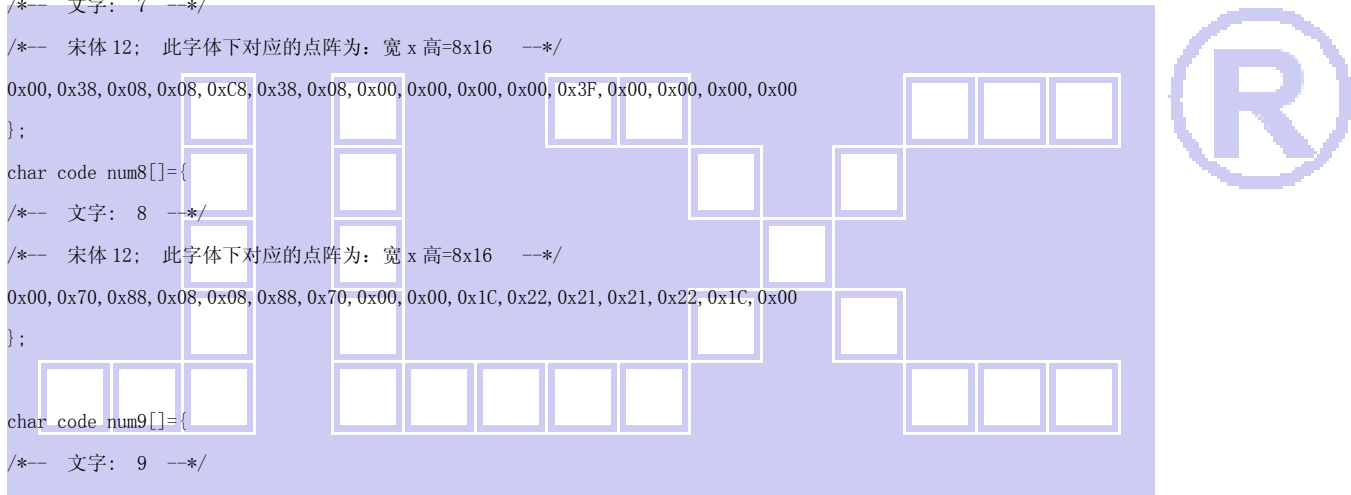 /*--  文字:  7  --*/
/*--  宋体12;  此字体下对应的点阵为：宽x高=8x16   --*/
0x00,0x38,0x08,0x08,0xC8,0x38,0x08,0x00,0x00,0x00,0x00,0x3F,0x00,0x00,0x00,0x00
};
char code num8[]={
/*--  文字:  8  --*/
/*--  宋体12;  此字体下对应的点阵为：宽x高=8x16   --*/
0x00,0x70,0x88,0x08,0x08,0x88,0x70,0x00,0x00,0x1C,0x22,0x21,0x21,0x22,0x1C,0x00
};
char code num9[]={
/*--  文字:  9  --*/
®